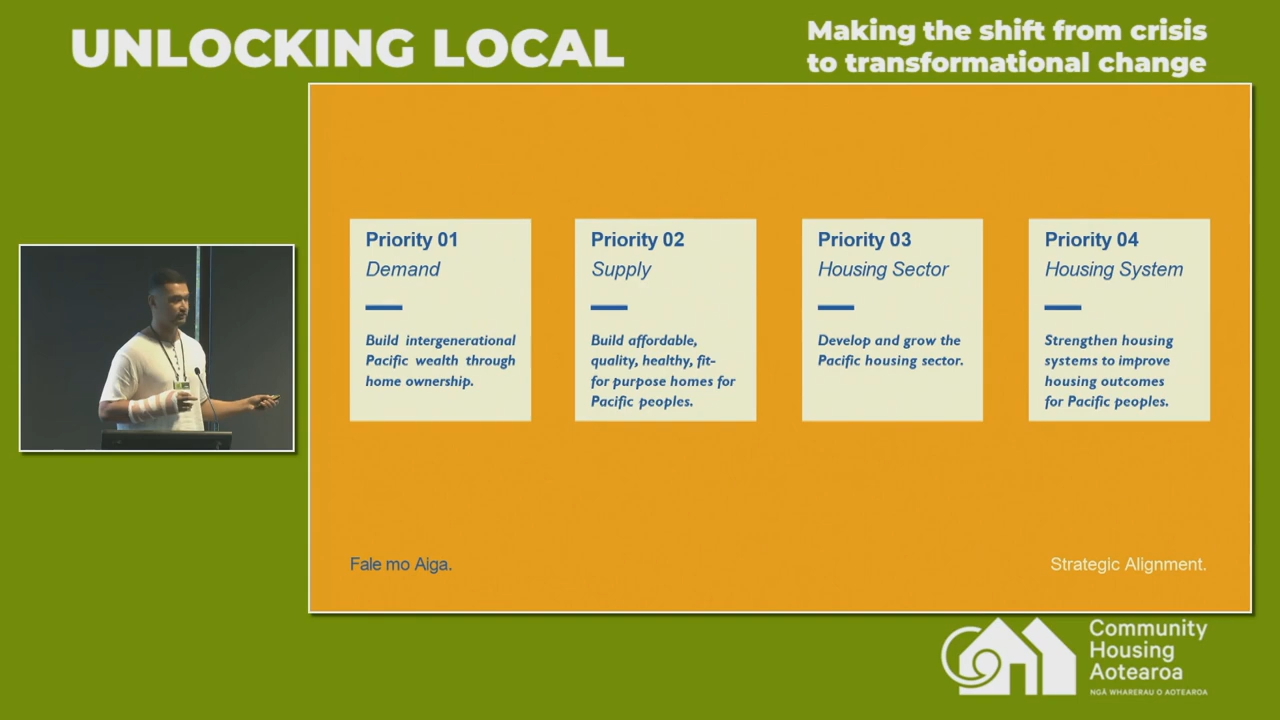 UNLOCKING LOCAL
Making the shift from crisis
to transformational change
Priority 01
Demand
Build intergenerational
Pacific wealth through
home ownership.
Priority 02
Supply
Build affordable,
quality, healthy, fit-
for purpose homes for
Pacific peoples.
Priority 03
Housing Sector
Develop and grow the
Pacific housing sector.
Priority 04
Housing System
Strengthen housing
systems to improve
housing outcomes
for Pacific peoples.
Fale mo Aiga.
Strategic Alignment.
Community
Housing
Aotearoa
NGĀ WHARERAU O AOTEAROA